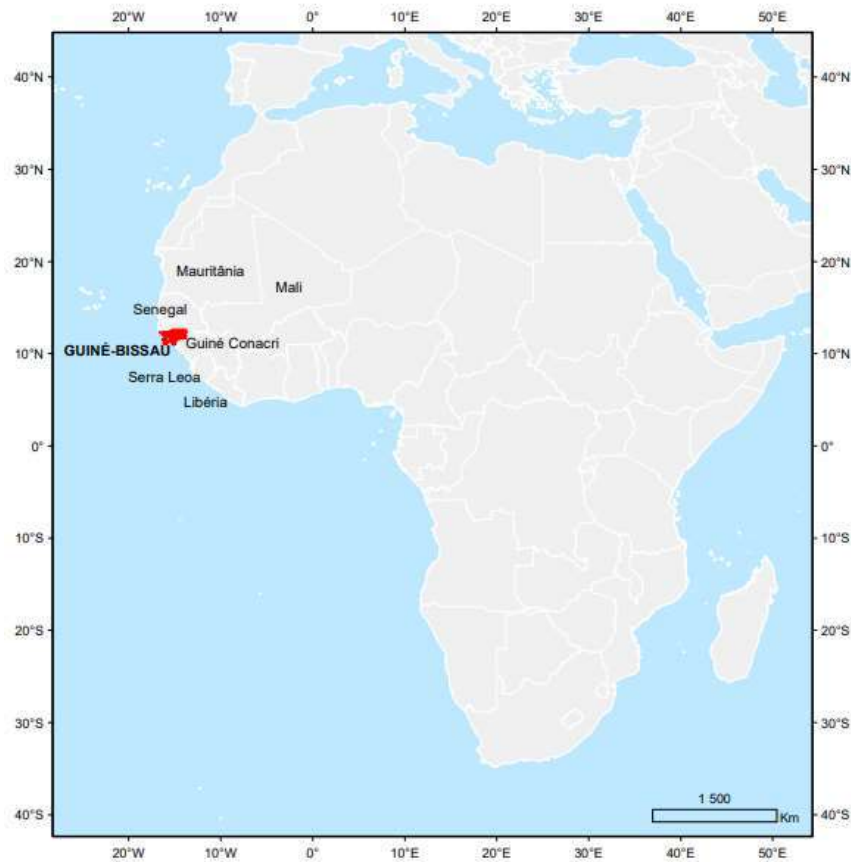 20°W 10°W 0° 10°E 20°E 30°E 40°E 50°E
40°N 40°N
30°N 30°N
20°N 20°N
Mauritânia
Mali
Senegal
GUINÉ-BISSAU
Guiné Conacri
10°N 10°N
Serra Leoa
Libéria
0° 0°
10°S 10°S
20°S 20°S
30°S 30°S
1 500
Km
40°S 40°S
20°W 10°W 0° 10°E 20°E 30°E 40°E 50°E